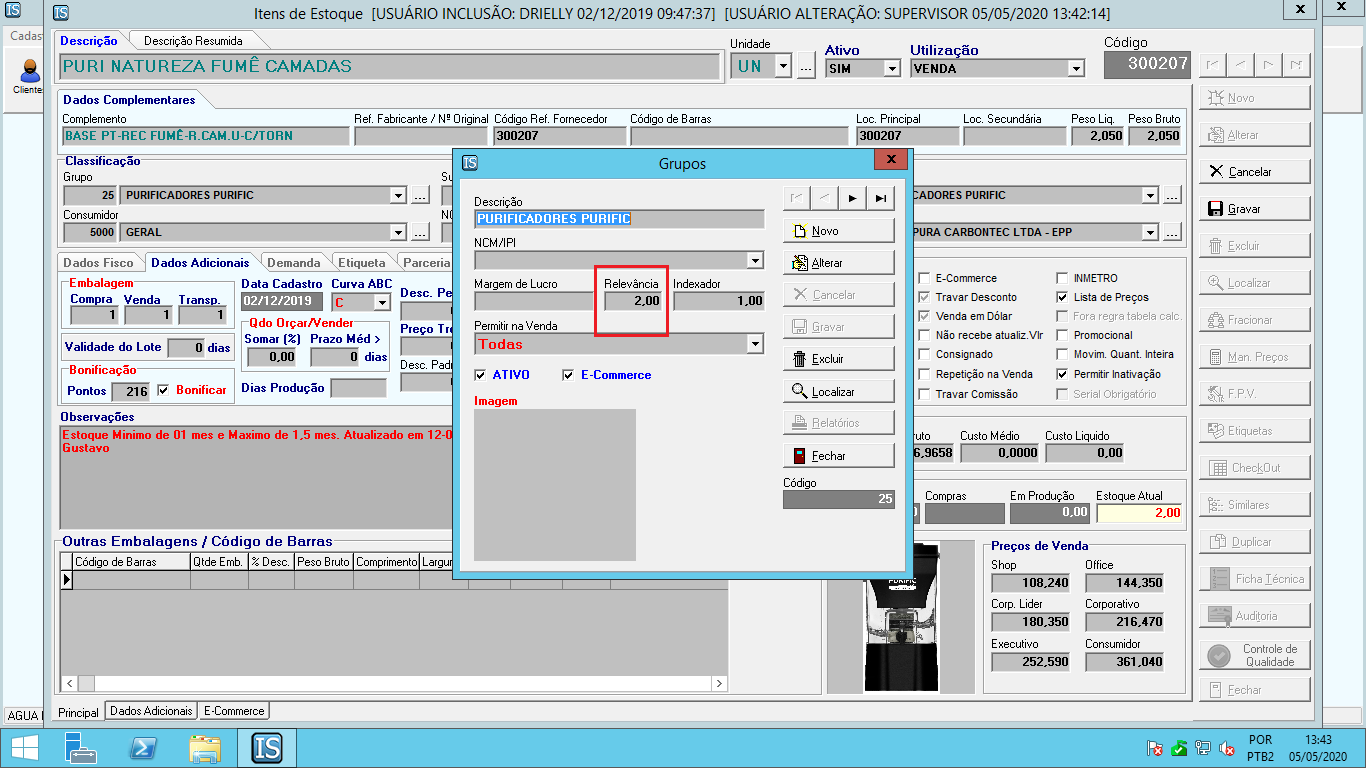 Itens de Estoque [USUÁRIO INCLUSÃO: DRIELLY 02/12/2019 09:47:37] [USUÁRIO ALTERAÇÃO: SUPERVISOR 05/05/2020 13:42:14]
Cadast
Cliente
Descrição
Descrição Resumida
PURI NATUREZA FUMÊ CAMADAS
Unidade
UN
...
Ativo
SIM
Utilização
VENDA
Código
300207
Dados Complementares
Complemento
BASE PT-REC FUMÊ-R.CAM.U-C/TORN
Ref. Fabricante / Nº Original
Código Ref. Fornecedor
300207
Código de Barras
Loc. Principal
300207
Loc. Secundária
Peso Liq.
2,050
Peso Bruto
2,050
Classificação
Grupo
25 PURIFICADORES PURIFIC ...
Consumidor
5000 GERAL ...
Su
NC
ADORES PURIFIC ...
PURA CARBONTEC LTDA - EPP ...
Dados Fisco
Dados Adicionais
Demanda
Etiqueta
Parceria
Embalagem
Compra Venda Transp.
1 1 1
Validade do Lote 0 dias
Bonificação
Pontos 216 Bonificar
Data Cadastro
02/12/2019
Curva ABC
C
Qdo Orçar/Vender
Somar (%) Prazo Méd >
0,00 0 dias
Dias Produção
Desc. Pe
Preço Tre
Desc. Padr
Observações
Estoque Minimo de 01 mes e Maximo de 1,5 mes. Atualizado em 12-0
Gustavo
Outras Embalagens / Código de Barras
Código de Barras Qtde Emb. % Desc. Peso Bruto Comprimento Largur
Principal
Dados Adicionais
E-Commerce
Grupos
Descrição
PURIFICADORES PURIFIC
NCM/IPI
Margem de Lucro
Relevância
2,00
Indexador
1,00
Permitir na Venda
Todas
ATIVO
E-Commerce
Imagem
Novo
Alterar
Cancelar
Gravar
Excluir
Localizar
Relatórios
Fechar
Código
25
E-Commerce
Travar Desconto
Venda em Dólar
Não recebe atualiz.Vlr
Consignado
Repetição na Venda
Travar Comissão
INMETRO
Lista de Preços
Fora regra tabela calc.
Promocional
Movim. Quant. Inteira
Permitir Inativação
Serial Obrigatório
ruto
6,9658
Custo Médio
0,0000
Custo Liquido
0,00
Compras
Em Produção
0,00
Estoque Atual
2,00
PURIFIC
Preços de Venda
Shop
108,240
Office
144,350
Corp. Lider
180,350
Corporativo
216,470
Executivo
252,590
Consumidor
361,040
Novo
Alterar
Cancelar
Gravar
Excluir
Localizar
Fracionar
Man. Preços
F.P.V.
Etiquetas
CheckOut
Similares
Duplicar
Ficha Técnica
Auditoria
Controle de
Qualidade
Fechar
AGUA
IS
POR
PTB2
13:43
05/05/2020